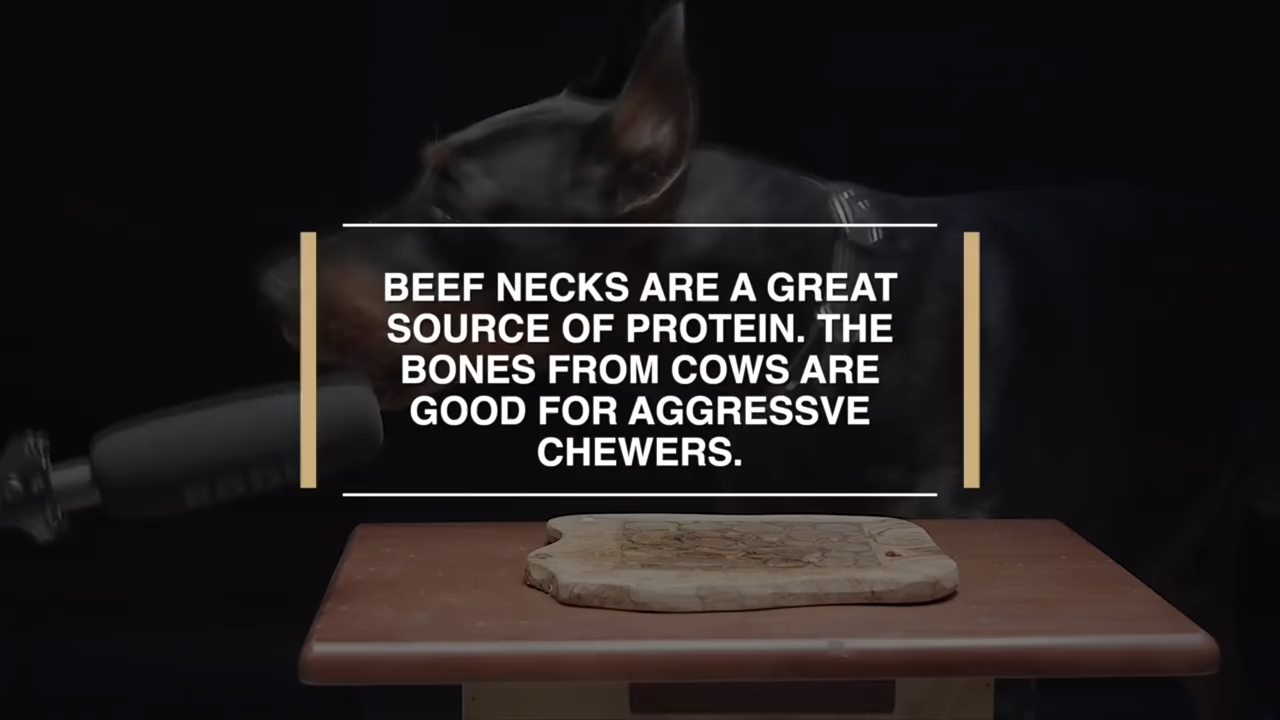 BEEF NECKS ARE A GREAT
SOURCE OF PROTEIN. THE
BONES FROM COWS ARE
GOOD FOR AGGRESSVE
CHEWERS.